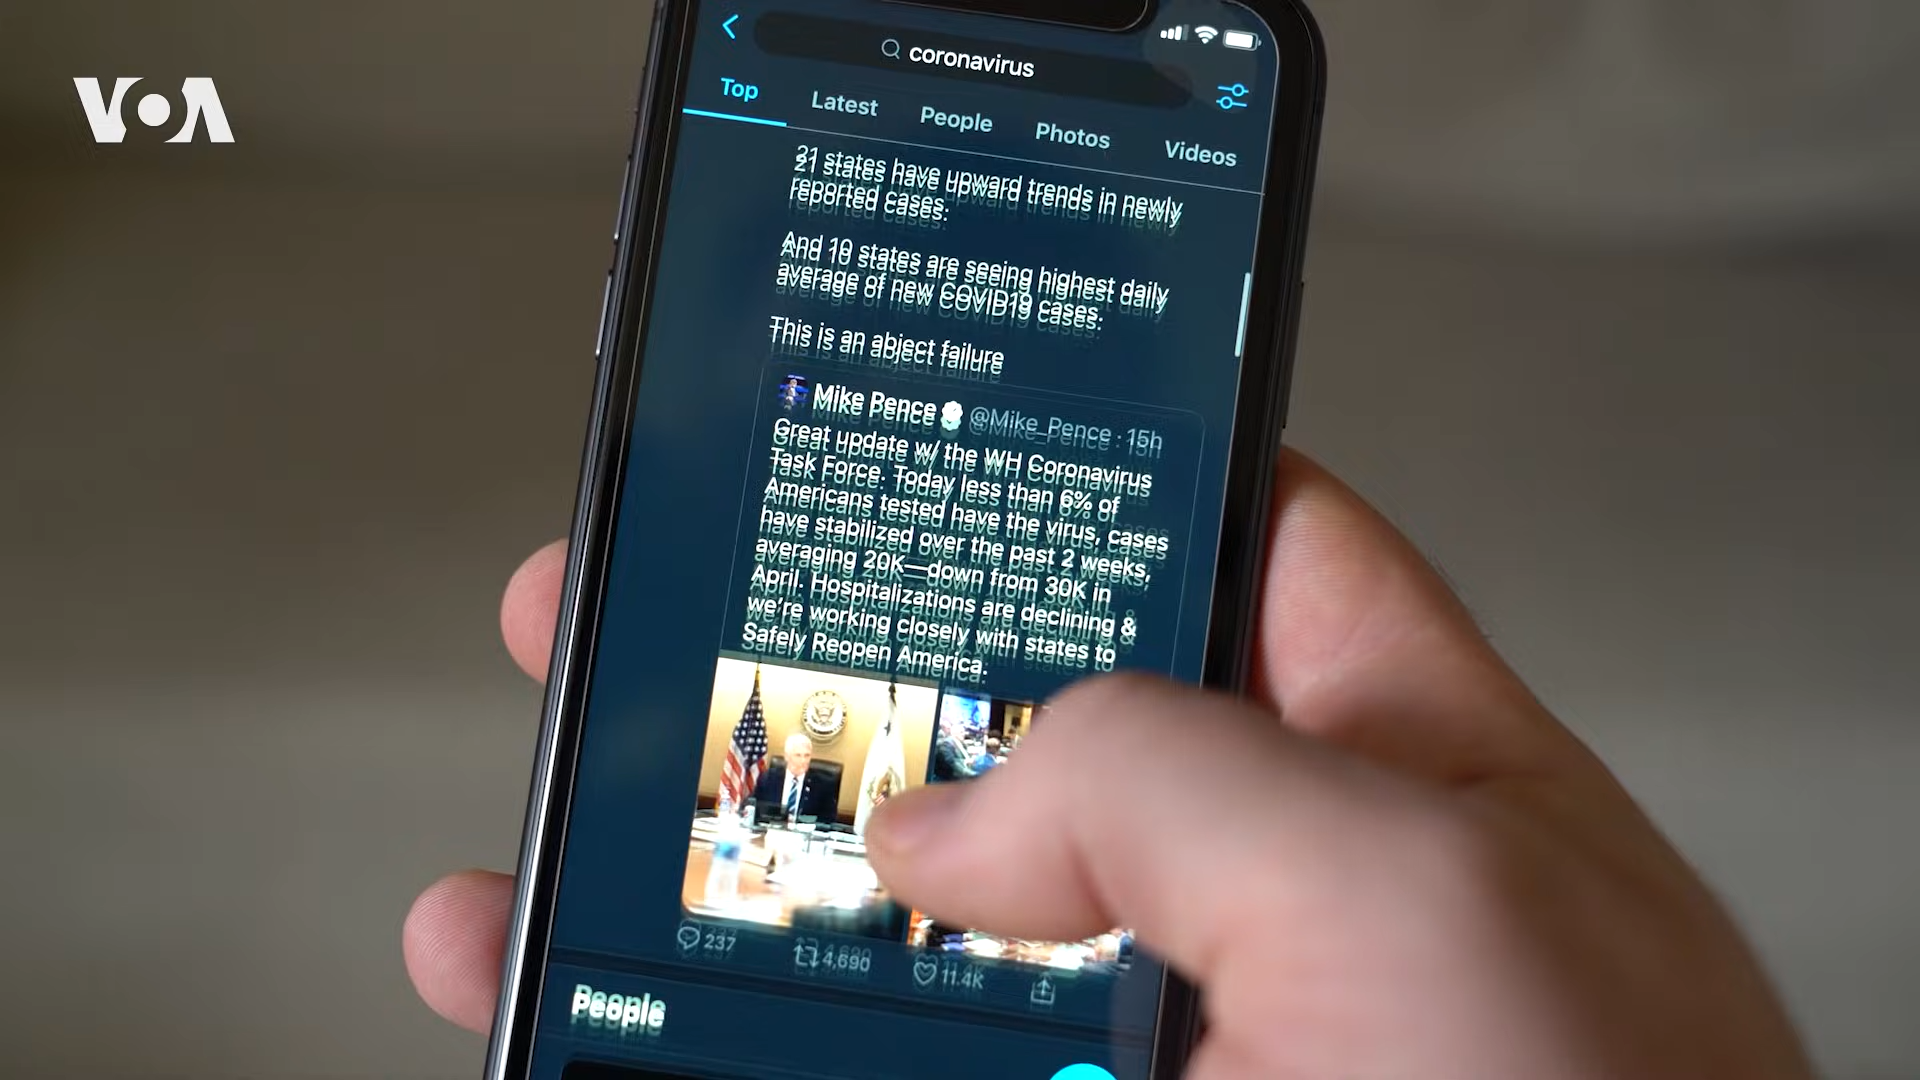 VOA
coronavirus
Top Latest People Photos Videos
21 states have upward trends in newly
reported cases.
And 10 states are seeing highest daily
average of new COVID19 cases.
This is an abject failure
Mike Pence @Mike_Pence · 15h
Great update w/ the WH Coronavirus
Task Force. Today less than 6% of
Americans tested have the virus, cases
have stabilized over the past 2 weeks,
averaging 20K—down from 30K in
April. Hospitalizations are declining &
we're working closely with states to
Safely Reopen America.
237 4,690 11.4K
People